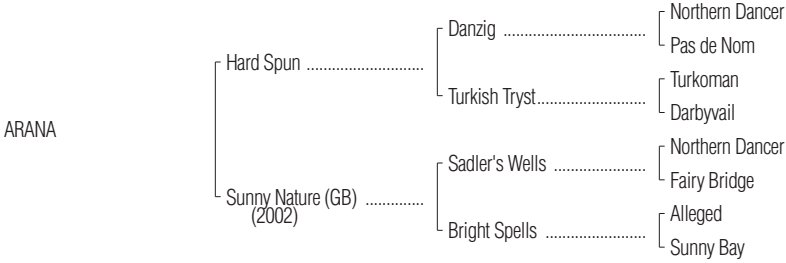 Northern Dancer
Danzig ..................................
Pas de Nom
Hard Spun ............................
Turkoman
Turkish Tryst..........................
Darbyvail
ARANA
Northern Dancer
Sadler's Wells ......................
Fairy Bridge
Sunny Nature (GB) ..............
(2002)
Alleged
Bright Spells ........................
Sunny Bay